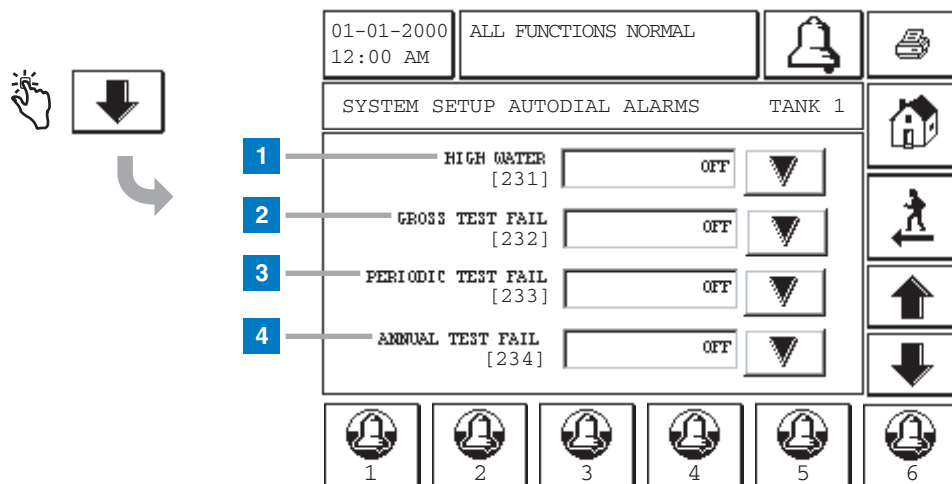 01-01-2000
12:00 AM
ALL FUNCTIONS NORMAL
SYSTEM SETUP AUTODIAL ALARMS TANK 1
1
HIGH WATER
[231]
OFF
2
GROSS TEST FAIL
[232]
OFF
3
PERIODIC TEST FAIL
[233]
OFF
4
ANNUAL TEST FAIL
[234]
OFF
1 2 3 4 5 6